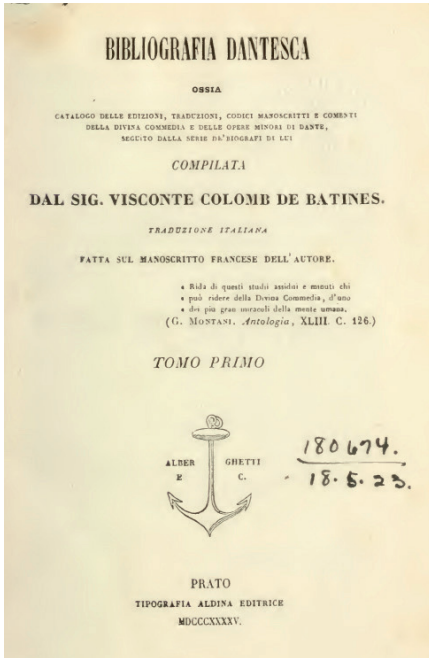 BIBLIOGRAFIA DANTESCA
OSSIA
CATALOGO DELLE EDIZIONI, TRADUZIONI, CODICI MANOSCRITTI E COMENTI
DELLA DIVINA COMMEDIA E DELLE OPERE MINORI DI DANTE,
SEGUITO DALLA SERIE DE'BIOGRAFI DI LUI
COMPILATA
DAL SIG. VISCONTE COLOMB DE BATINES.
TRADUZIONE ITALIANA
FATTA SUL MANOSCRITTO FRANCESE DELL'AUTORE.
« Rida di questi studii assidui e minuti chi
« può ridere della Divina Commedia, d'uno
« dei più gran miracoli della mente umana.
(G. MONTANI. Antologia, XLIII. C. 126.)
TOMO PRIMO
ALBER GHETTI
E C.
180674.
18.5.23.
PRATO
TIPOGRAFIA ALDINA EDITRICE
MDCCCXXXXV.